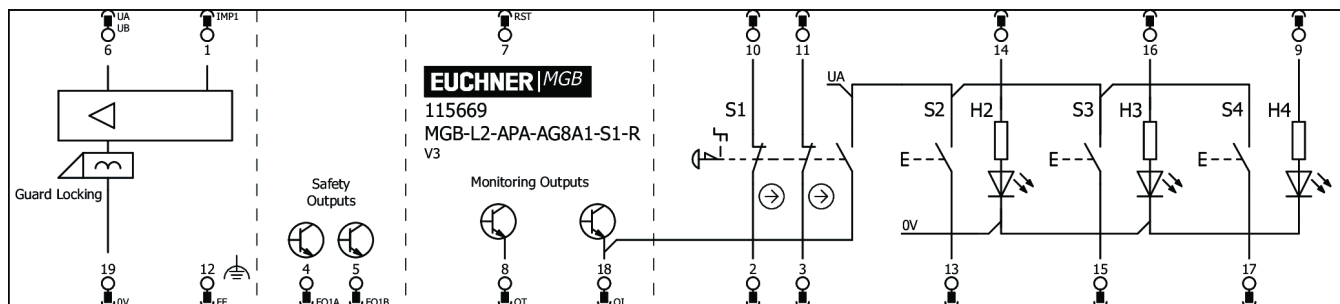 UA
UB
IMP1
RST
6
1
7
10
11
14
16
9
EUCHNER|MGB
115669
MGB-L2-APA-AG8A1-S1-R
V3
UA
S1
S2
H2
S3
H3
S4
H4
E
E
E
Guard Locking
Safety
Outputs
Monitoring Outputs
0V
19
12
4
5
8
18
2
3
13
15
17
0V
FE
FO1A
FO1B
OT
OI